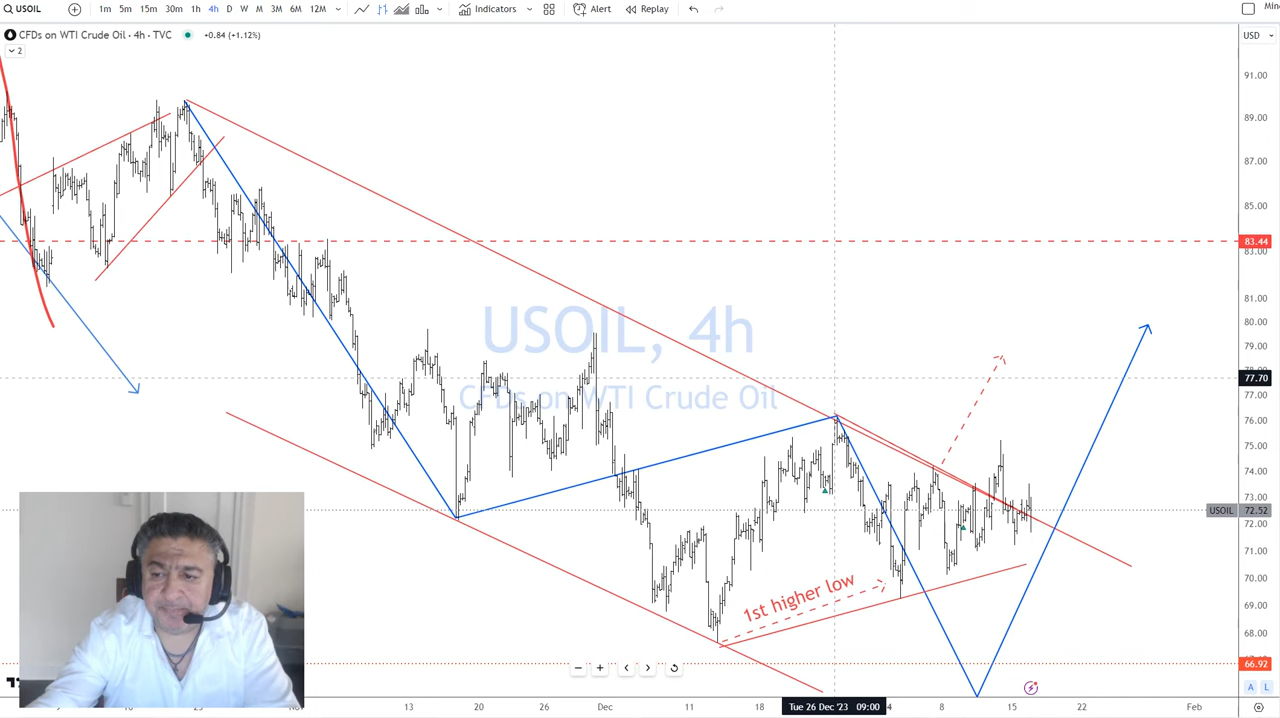 USOIL 1m 5m 15m 30m 1h 4h D W M 3M 6M 12M Indicators Alert Replay
CFDs on WTI Crude Oil · 4h · TVC +0.84 (+1.12%) USD
2
91.00
89.00
87.00
85.00
83.44
83.00
81.00
80.00
79.00
USOIL, 4h
CFDs on WTI Crude Oil
77.70
77.00
76.00
75.00
74.00
73.00
USOIL 72.52
72.00
71.00
70.00
1st higher low
69.00
68.00
66.92
A L
13 20 26 Dec 11 18 Tue 26 Dec '23 09:00 4 8 15 22 Feb